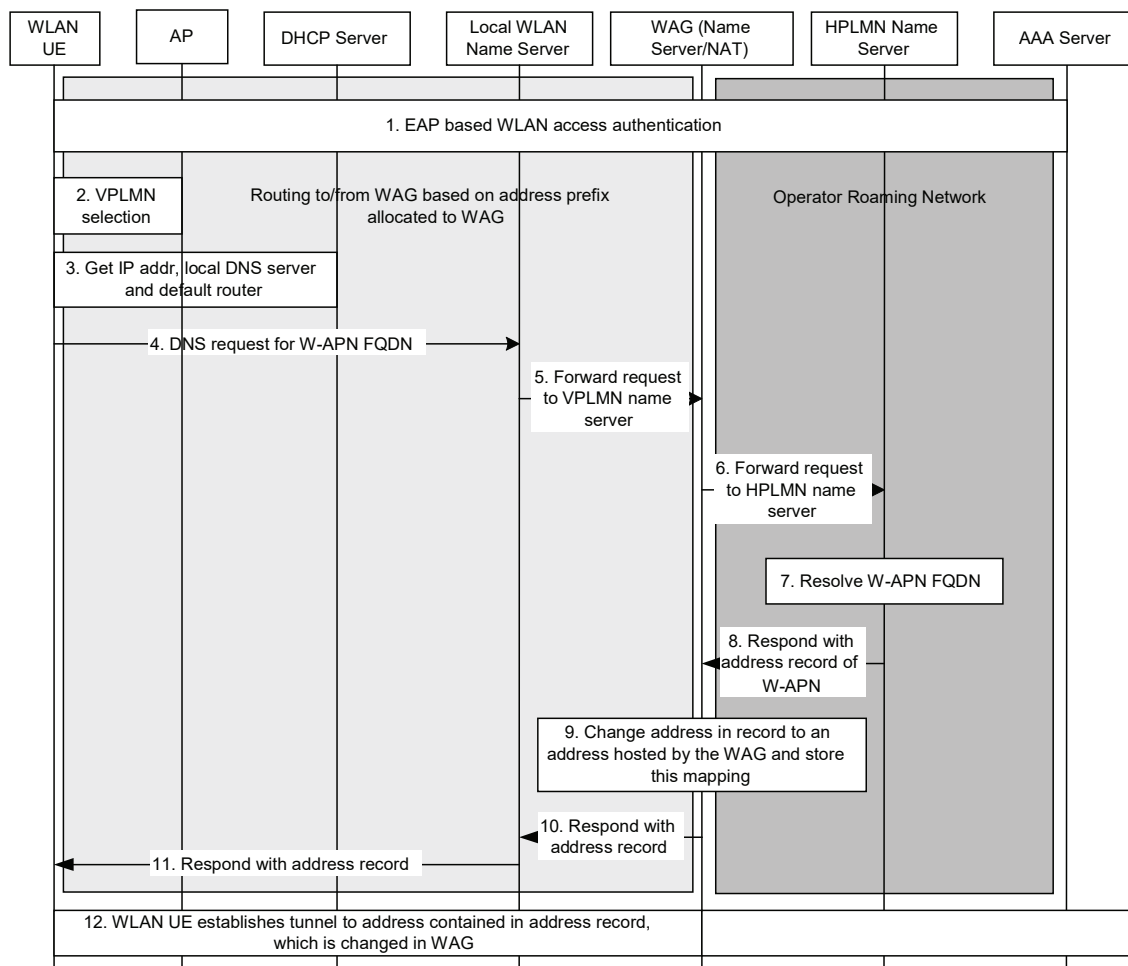 WLAN
UE
AP
DHCP Server
Local WLAN
Name Server
WAG (Name
Server/NAT)
HPLMN Name
Server
AAA Server
1. EAP based WLAN access authentication
2. VPLMN
selection
Routing to/from WAG based on address prefix
allocated to WAG
Operator Roaming Network
3. Get IP addr, local DNS server
and default router
4. DNS request for W-APN FQDN
5. Forward request
to VPLMN name
server
6. Forward request
to HPLMN name
server
7. Resolve W-APN FQDN
8. Respond with
address record of
W-APN
9. Change address in record to an
address hosted by the WAG and store
this mapping
10. Respond with
address record
11. Respond with address record
12. WLAN UE establishes tunnel to address contained in address record,
which is changed in WAG